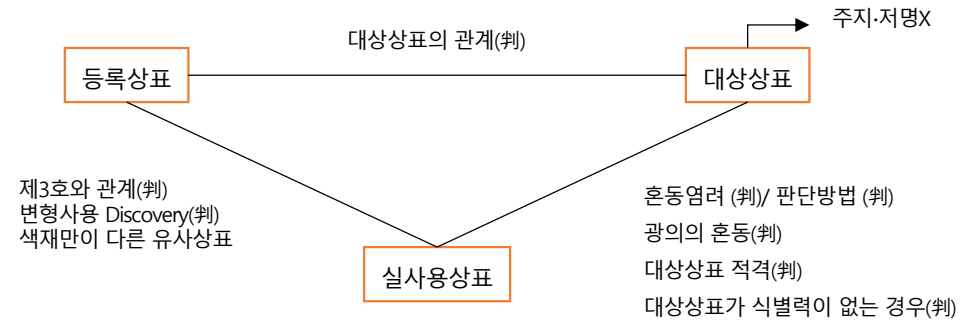 주지·저명X
대상상표의 관계(判)
등록상표
대상상표
제3호와 관계(判)
변형사용 Discovery(判)
색재만이 다른 유사상표
혼동염려 (判)/ 판단방법 (判)
광의의 혼동(判)
대상상표 적격(判)
대상상표가 식별력이 없는 경우(判)
실사용상표